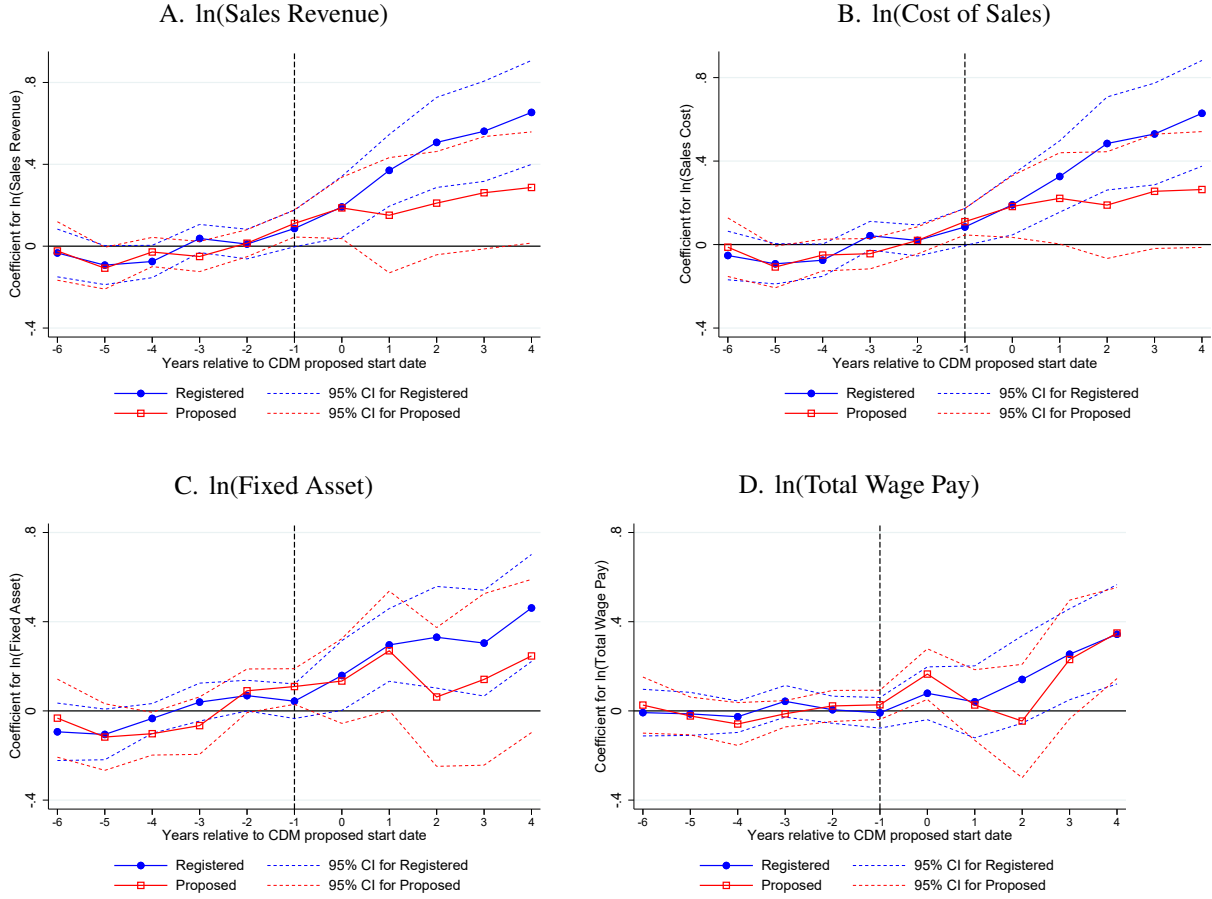 A. ln(Sales Revenue)
Coefficient for ln(Sales Revenue)
.8
.4
0
-.4
-6 -5 -4 -3 -2 -1 0 1 2 3 4
Years relative to CDM proposed start date
Registered 95% CI for Registered
Proposed 95% CI for Proposed
B. ln(Cost of Sales)
Coefficient for ln(Sales Cost)
.8
.4
0
-.4
-6 -5 -4 -3 -2 -1 0 1 2 3 4
Years relative to CDM proposed start date
Registered 95% CI for Registered
Proposed 95% CI for Proposed
C. ln(Fixed Asset)
Coefficient for ln(Fixed Asset)
.8
.4
0
-.4
-6 -5 -4 -3 -2 -1 0 1 2 3 4
Years relative to CDM proposed start date
Registered 95% CI for Registered
Proposed 95% CI for Proposed
D. ln(Total Wage Pay)
Coefficient for ln(Total Wage Pay)
.8
.4
0
-.4
-6 -5 -4 -3 -2 -1 0 1 2 3 4
Years relative to CDM proposed start date
Registered 95% CI for Registered
Proposed 95% CI for Proposed